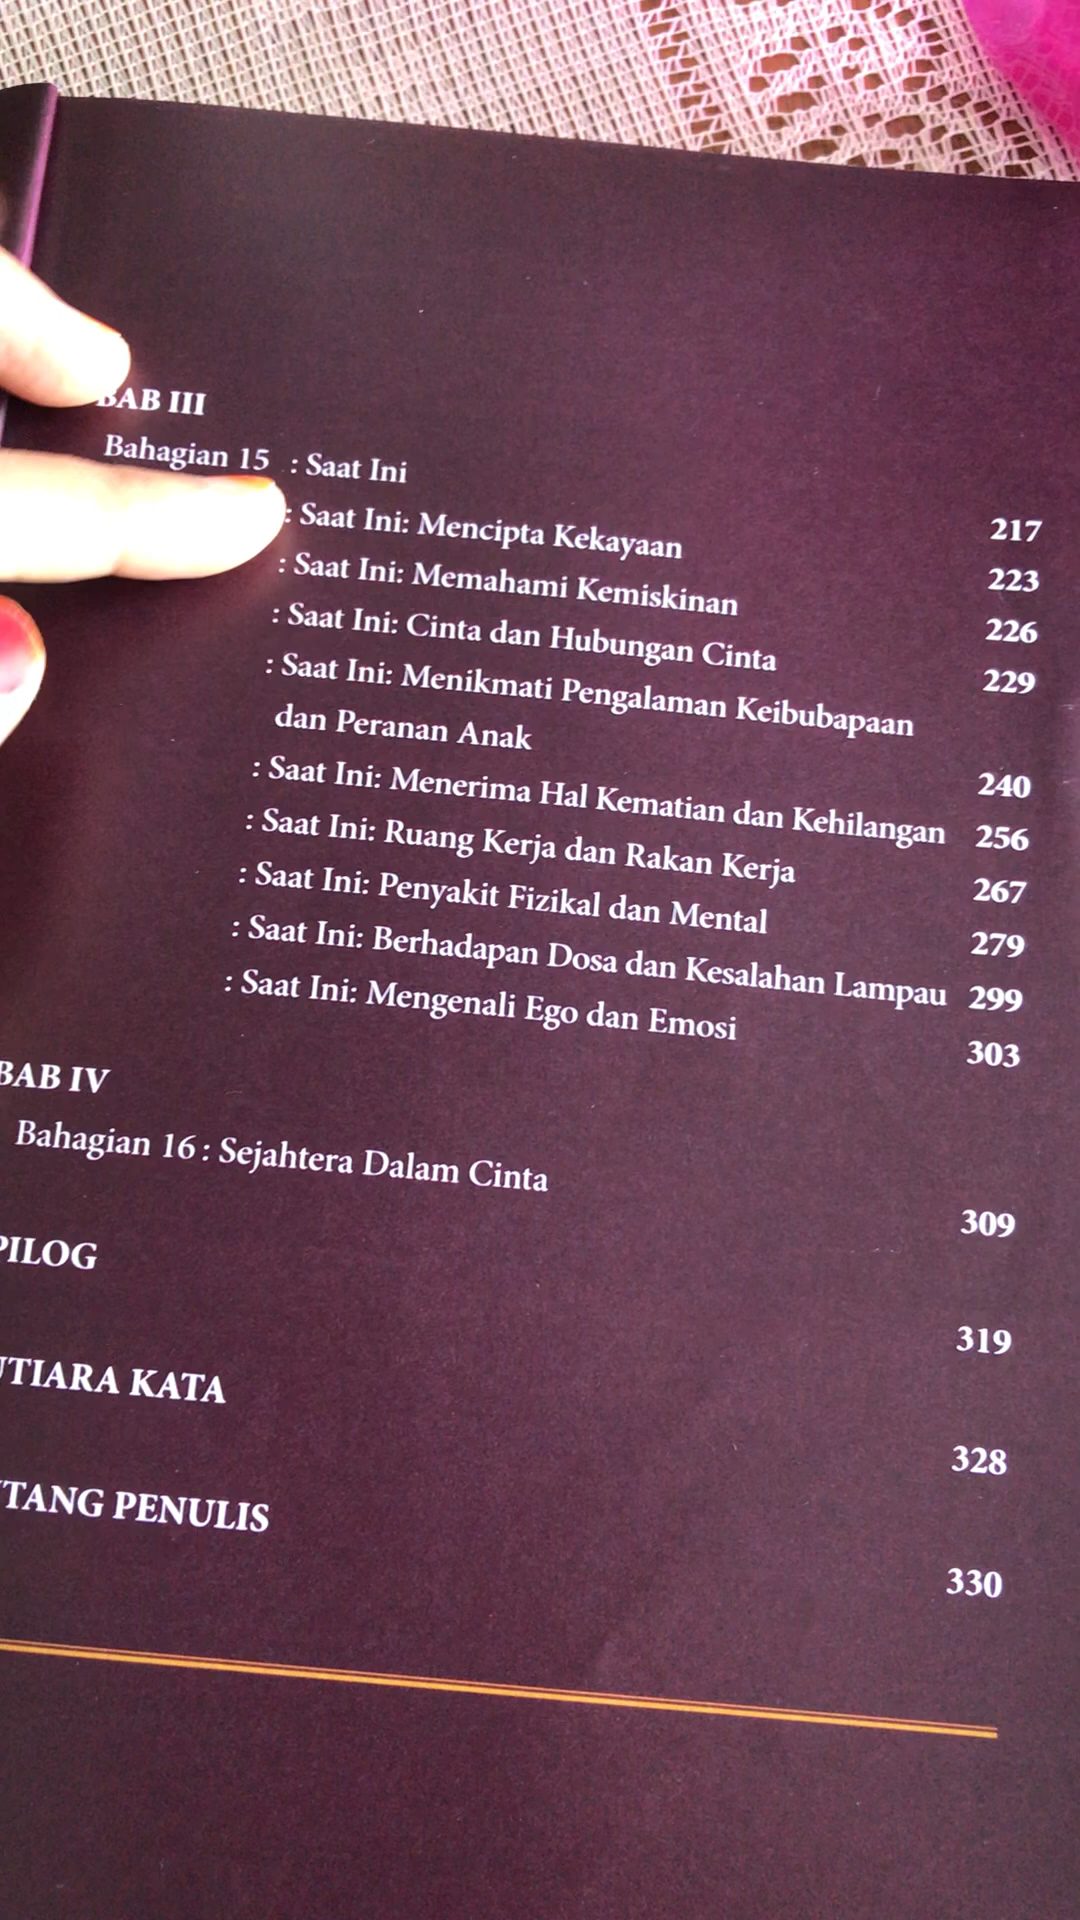 BAB III
Bahagian 15 : Saat Ini 217
: Saat Ini: Mencipta Kekayaan 223
: Saat Ini: Memahami Kemiskinan 226
: Saat Ini: Cinta dan Hubungan Cinta 229
: Saat Ini: Menikmati Pengalaman Keibubapaan
dan Peranan Anak 240
: Saat Ini: Menerima Hal Kematian dan Kehilangan 256
: Saat Ini: Ruang Kerja dan Rakan Kerja 267
: Saat Ini: Penyakit Fizikal dan Mental 279
: Saat Ini: Berhadapan Dosa dan Kesalahan Lampau 299
: Saat Ini: Mengenali Ego dan Emosi 303
BAB IV
Bahagian 16 : Sejahtera Dalam Cinta 309
PILOG 319
UTIARA KATA 328
TANG PENULIS 330